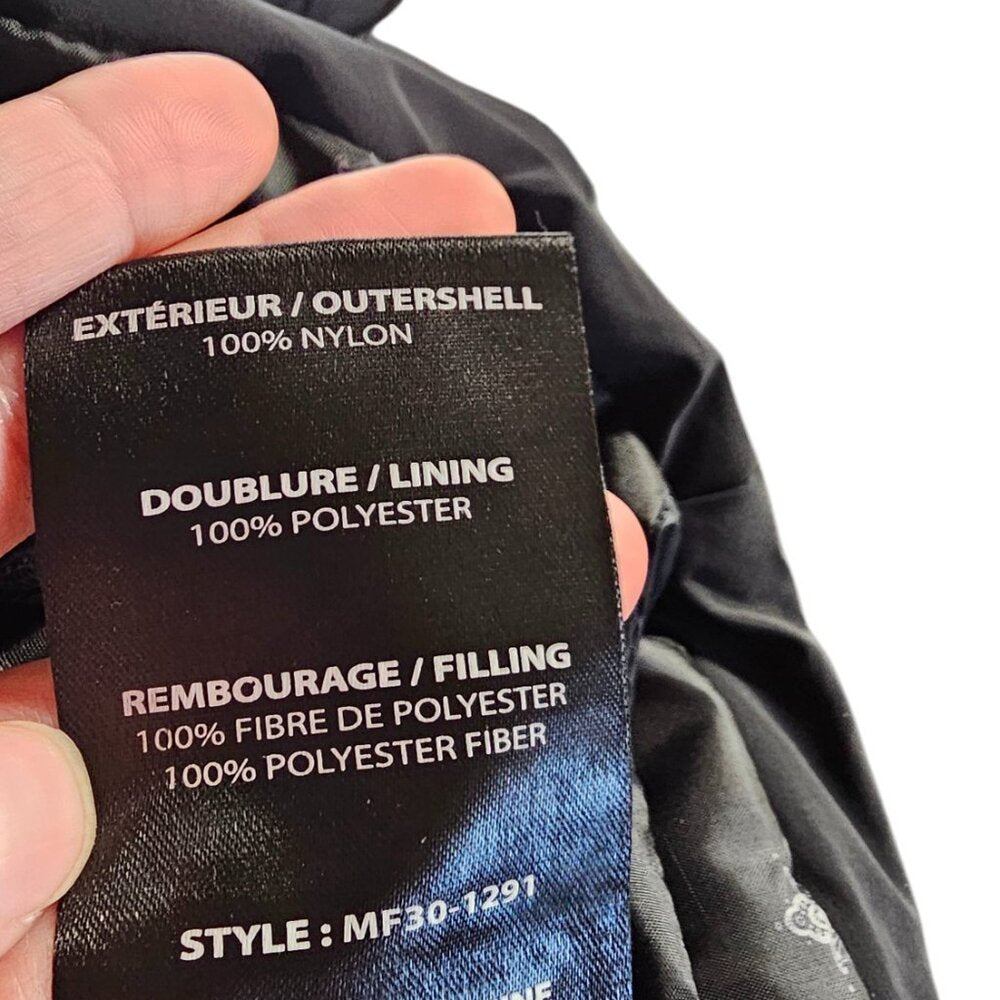 EXTÉRIEUR / OUTERSHELL
100% NYLON
DOUBLURE / LINING
100% POLYESTER
REMBOURAGE / FILLING
100% FIBRE DE POLYESTER
100% POLYESTER FIBER
STYLE : MF30-1291